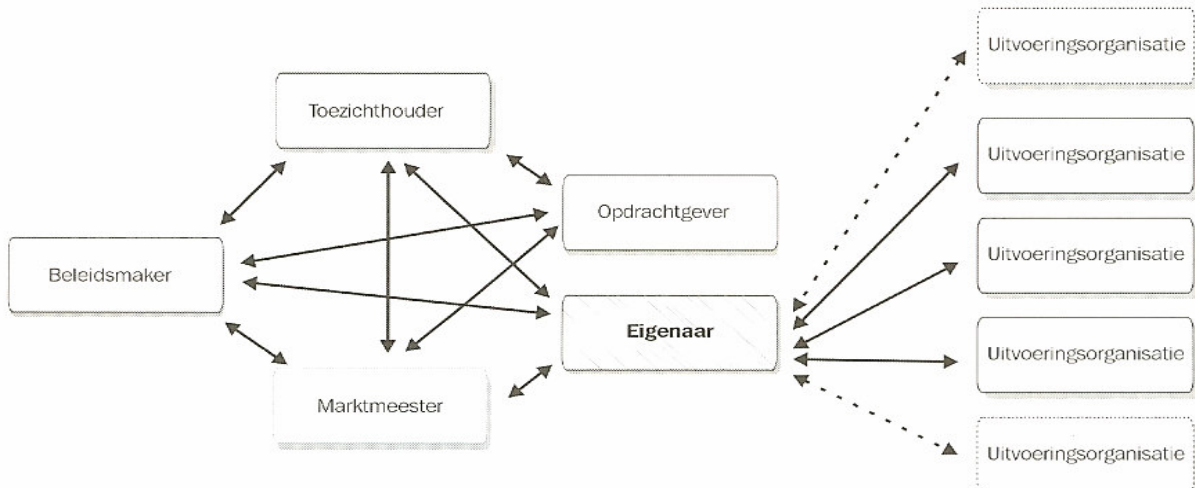 Uitvoeringsorganisatie
Toezichthouder
Uitvoeringsorganisatie
Opdrachtgever
Beleidsmaker
Uitvoeringsorganisatie
Eigenaar
Uitvoeringsorganisatie
Marktmeester
Uitvoeringsorganisatie